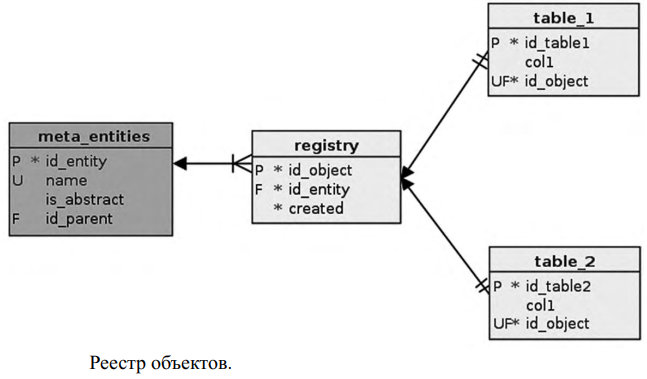 table_1
P * id_table1
col1
UF* id_object
meta_entities
P * id_entity
U name
is_abstract
F id_parent
registry
P * id_object
F * id_entity
* created
table_2
P * id_table2
col1
UF* id_object
Реестр объектов.